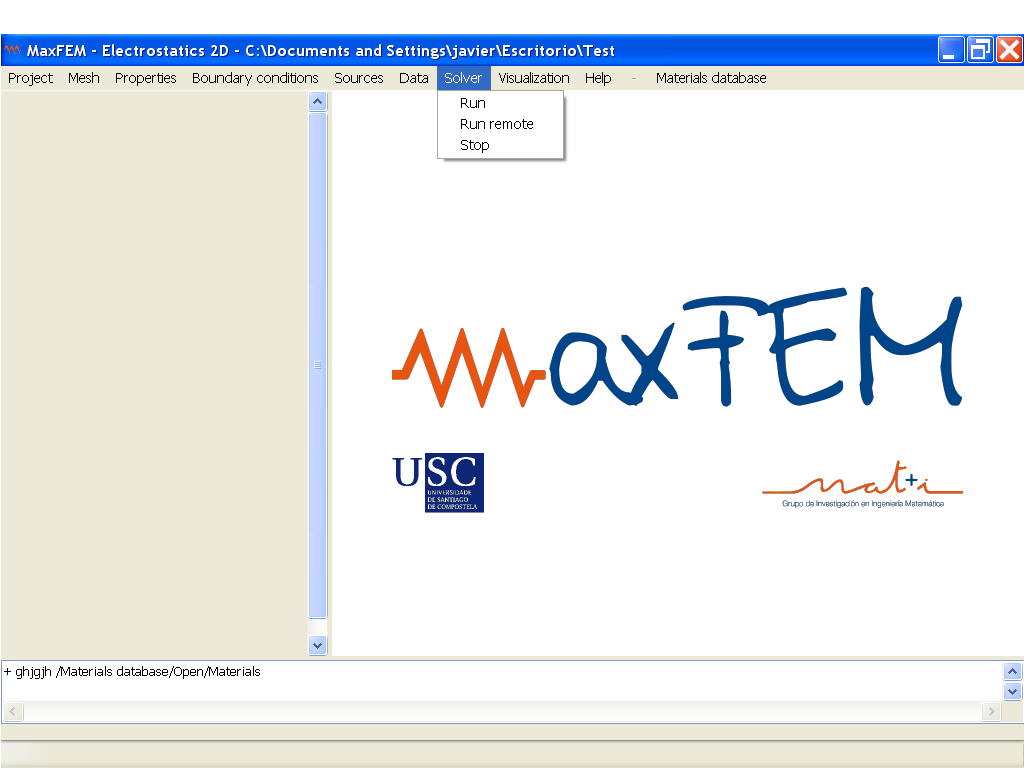 MaxFEM - Electrostatics 2D - C:\Documents and Settings\javier\Escritorio\Test
Project Mesh Properties Boundary conditions Sources Data Solver Visualization Help - Materials database
Run
Run remote
Stop
MaxFEM
USC
UNIVERSIDADE
DE SANTIAGO
DE COMPOSTELA
mat+i
Grupo de Investigación en Ingeniería Matemática
+ ghjgjh /Materials database/Open/Materials